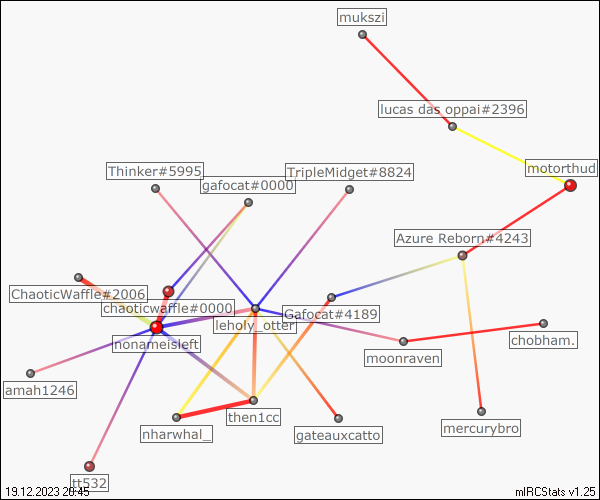 mukszi
lucas das oppai#2396
motorthud
Thinker#5995
TripleMidget#8824
gafocat#0000
Azure Reborn#4243
ChaoticWaffle#2006
chaoticwaffle#0000
Gafocat#4189
leholy_otter
nonameisleft
moonraven
chobham.
amah1246
then1cc
nharwhal_
gateauxcatto
mercurybro
tt532
19.12.2023 20:45
mIRCStats v1.25